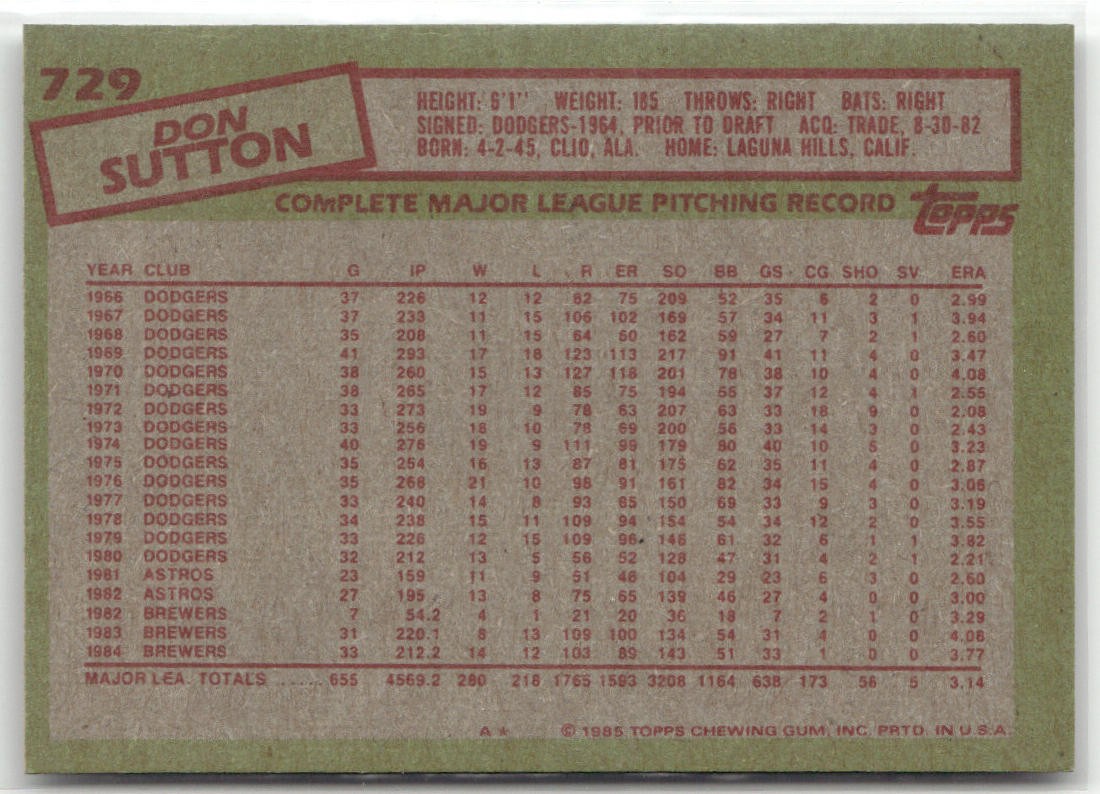 729
DON
SUTTON
HEIGHT: 6'1" WEIGHT: 185 THROWS: RIGHT BATS: RIGHT
SIGNED: DODGERS-1964, PRIOR TO DRAFT ACQ: TRADE, 8-30-82
BORN: 4-2-45, CLIO, ALA. HOME: LAGUNA HILLS, CALIF.
COMPLETE MAJOR LEAGUE PITCHING RECORD topps
YEAR CLUB G IP W L R ER SO BB GS CG SHO SV ERA
1966 DODGERS 37 226 12 12 82 75 209 52 35 6 2 0 2.99
1967 DODGERS 37 233 11 15 106 102 169 57 34 11 3 1 3.94
1968 DODGERS 35 208 11 15 64 60 162 59 27 7 2 1 2.60
1969 DODGERS 41 293 17 18 123 113 217 91 41 11 4 0 3.47
1970 DODGERS 38 260 15 13 127 118 201 78 38 10 4 0 4.08
1971 DODGERS 38 265 17 12 85 75 194 55 37 12 4 1 2.55
1972 DODGERS 33 273 19 9 78 63 207 63 33 18 9 0 2.08
1973 DODGERS 33 256 18 10 78 69 200 56 33 14 3 0 2.43
1974 DODGERS 40 276 19 9 111 99 179 80 40 10 5 0 3.23
1975 DODGERS 35 254 16 13 87 81 175 62 35 11 4 0 2.87
1976 DODGERS 35 268 21 10 98 91 161 82 34 15 4 0 3.06
1977 DODGERS 33 240 14 8 93 85 150 69 33 9 3 0 3.19
1978 DODGERS 34 238 15 11 109 94 154 54 34 12 2 0 3.55
1979 DODGERS 33 226 12 15 109 96 146 61 32 6 1 1 3.82
1980 DODGERS 32 212 13 5 56 52 128 47 31 4 2 1 2.21
1981 ASTROS 23 159 11 9 51 46 104 29 23 6 3 0 2.60
1982 ASTROS 27 195 13 8 75 65 139 46 27 4 0 0 3.00
1982 BREWERS 7 54.2 4 1 21 20 36 18 7 2 1 0 3.29
1983 BREWERS 31 220.1 8 13 109 100 134 54 31 4 0 0 4.08
1984 BREWERS 33 212.2 14 12 103 89 143 51 33 1 0 0 3.77
MAJOR LEA. TOTALS ...... 655 4569.2 280 218 1765 1593 3208 1164 638 173 56 5 3.14
A★ © 1985 TOPPS CHEWING GUM, INC. PRTD. IN U.S.A.